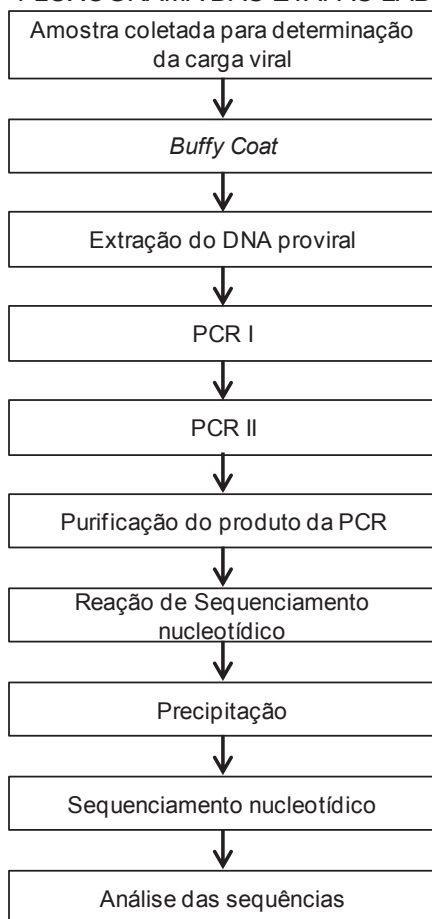 Amostra coletada para determinação
da carga viral
Buffy Coat
Extração do DNA proviral
PCR I
PCR II
Purificação do produto da PCR
Reação de Sequenciamento
nucleotídico
Precipitação
Sequenciamento nucleotídico
Análise das sequências